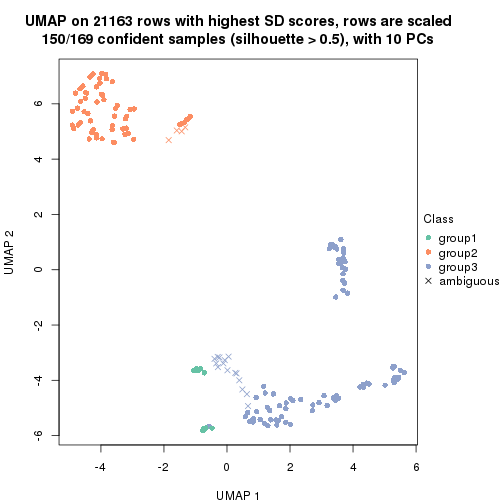 UMAP on 21163 rows with highest SD scores, rows are scaled
150/169 confident samples (silhouette > 0.5), with 10 PCs
6
4
2
0
-2
-4
-6
UMAP 2
-4
-2
0
2
4
6
UMAP 1
Class
group1
group2
group3
ambiguous